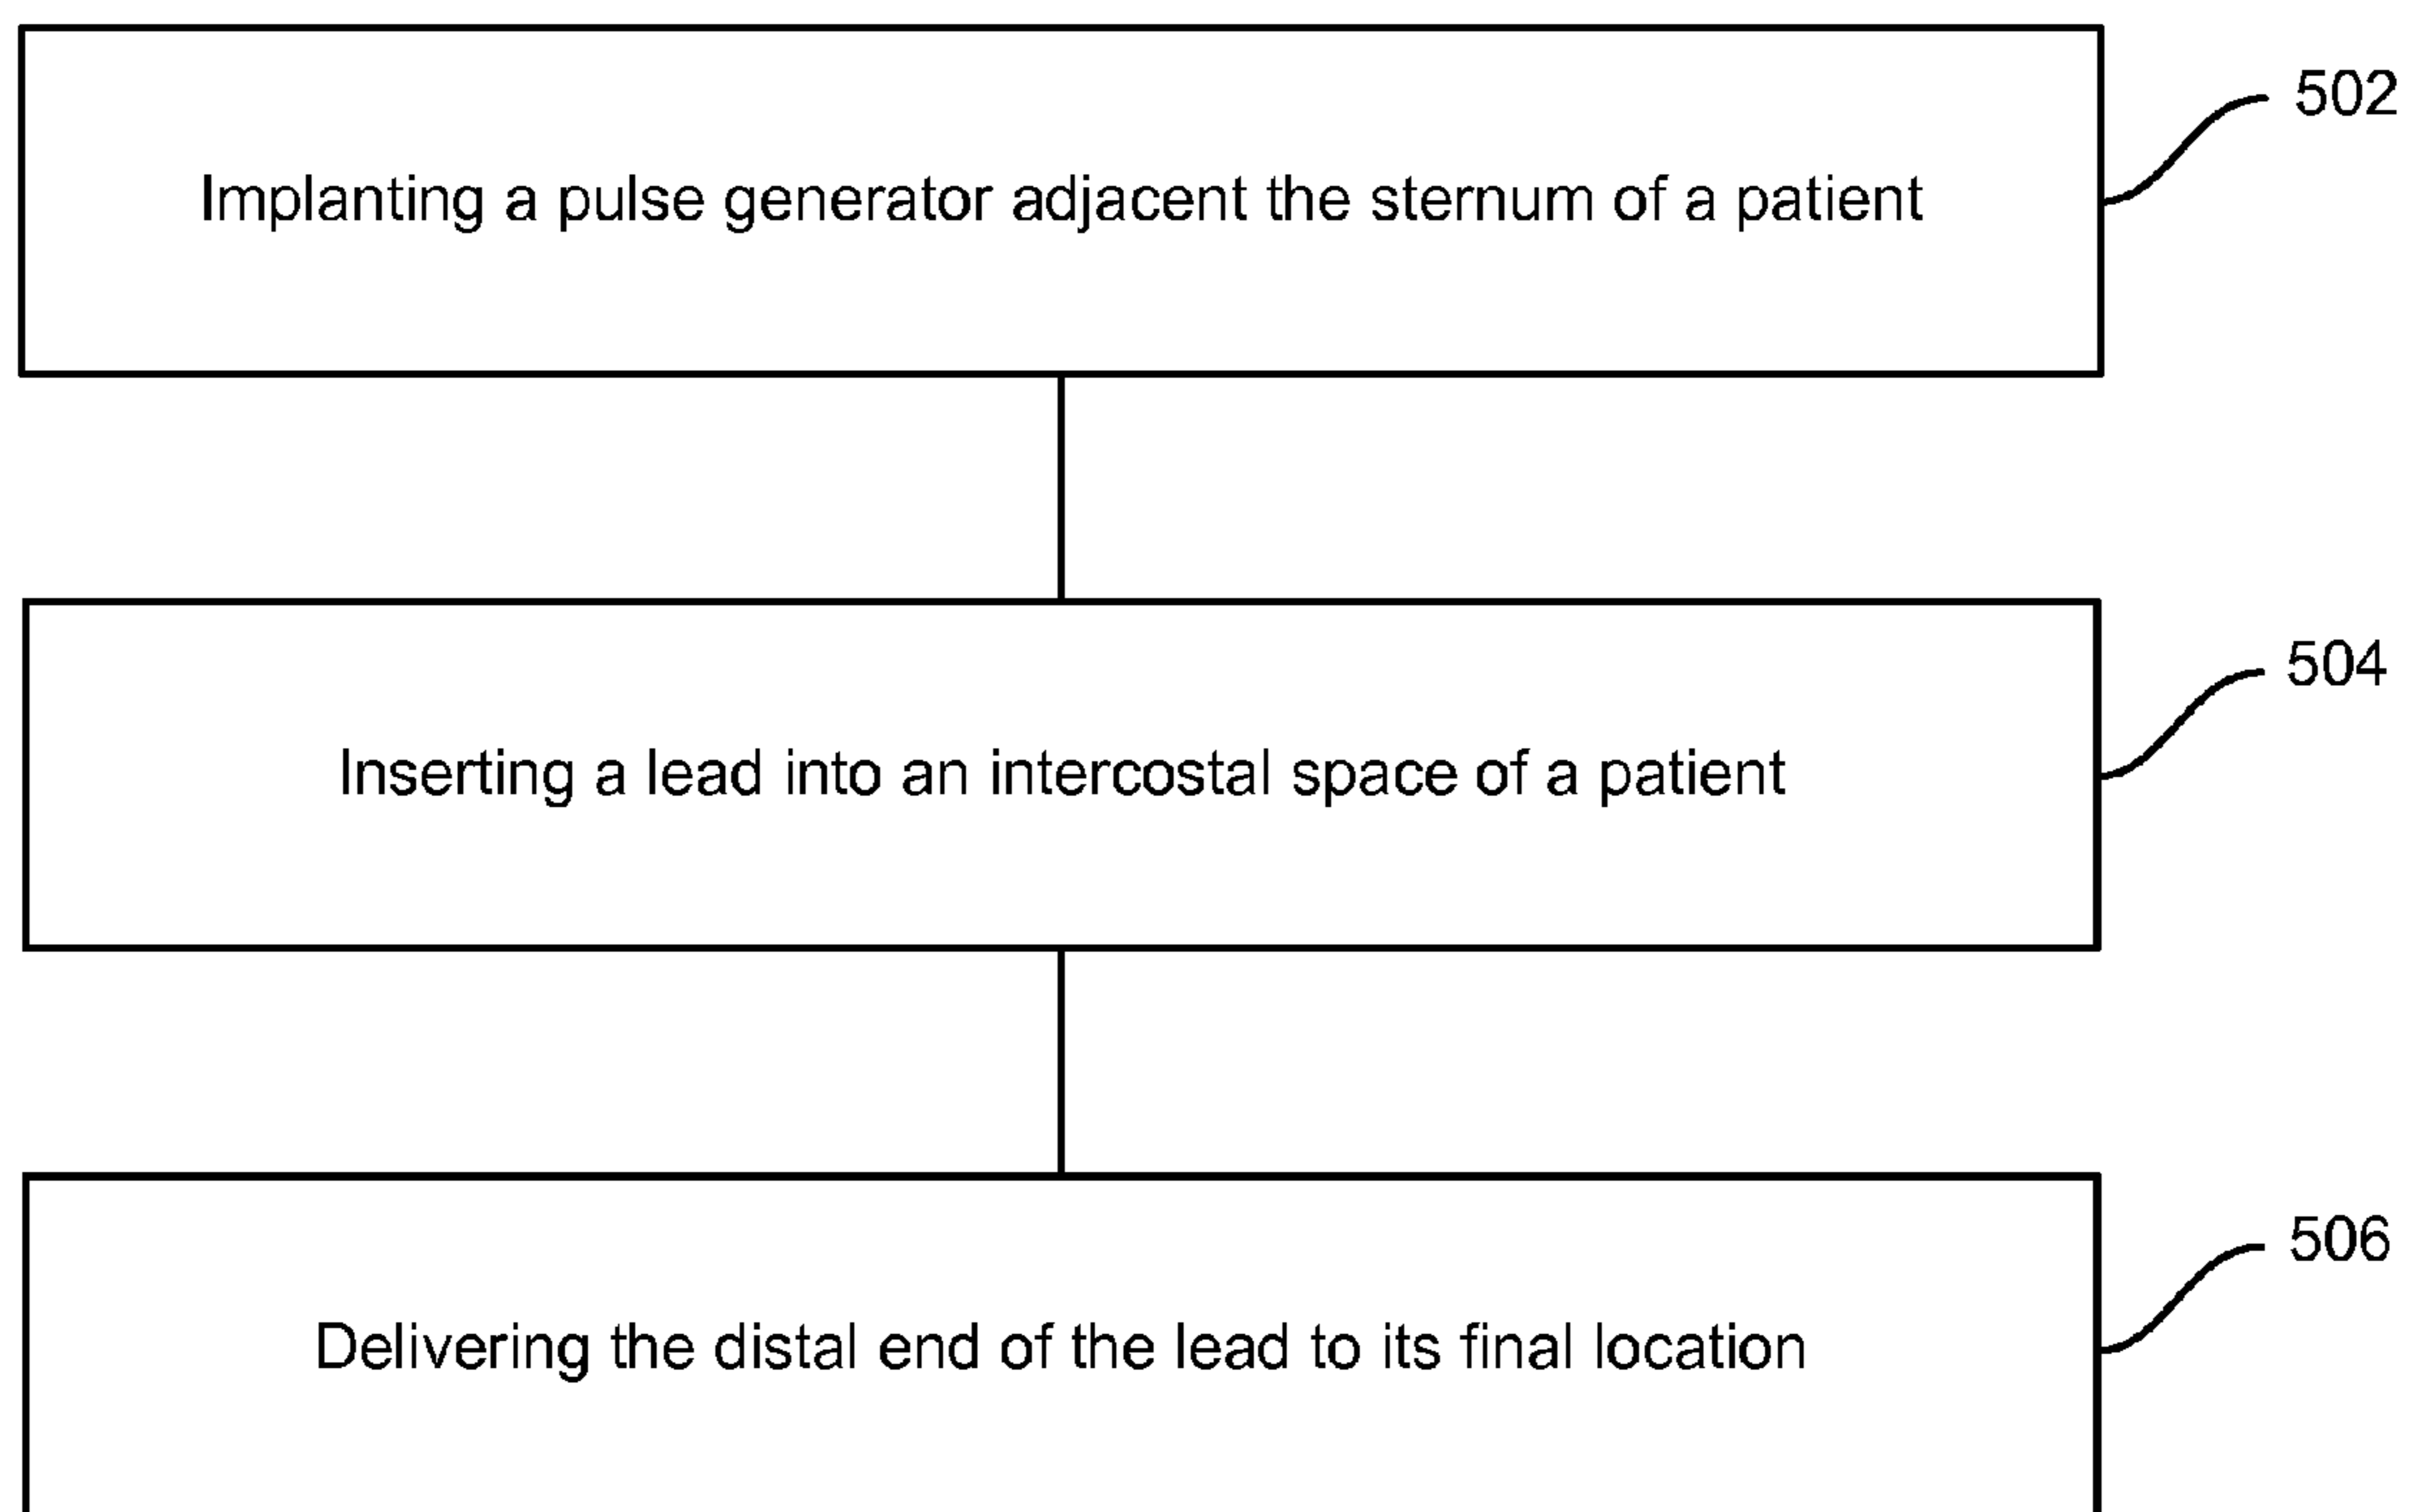 502
Implanting a pulse generator adjacent the sternum of a patient
504
Inserting a lead into an intercostal space of a patient
506
Delivering the distal end of the lead to its final location